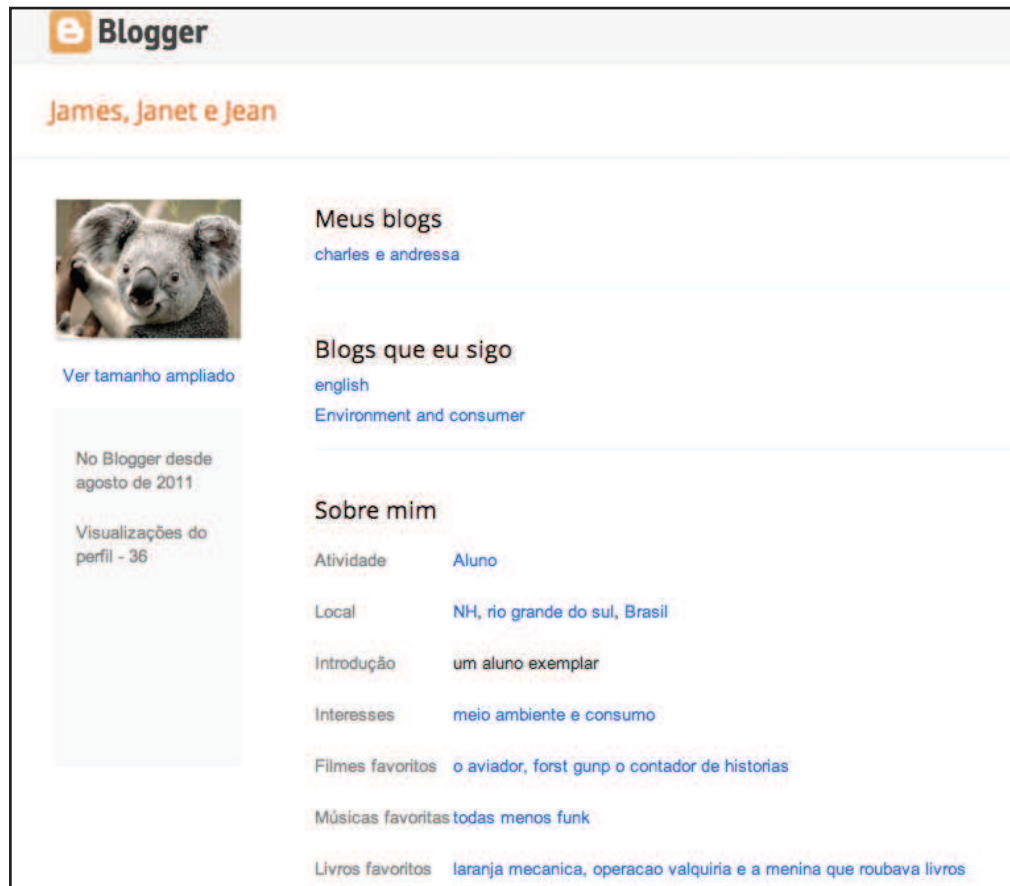 Blogger
James, Janet e Jean
Ver tamanho ampliado
No Blogger desde
agosto de 2011
Visualizações do
perfil - 36
Meus blogs
charles e andressa
Blogs que eu sigo
english
Environment and consumer
Sobre mim
Atividade Aluno
Local NH, rio grande do sul, Brasil
Introdução um aluno exemplar
Interesses meio ambiente e consumo
Filmes favoritos o aviador, forst gunp o contador de historias
Músicas favoritas todas menos funk
Livros favoritos laranja mecanica, operacao valquiria e a menina que roubava livros